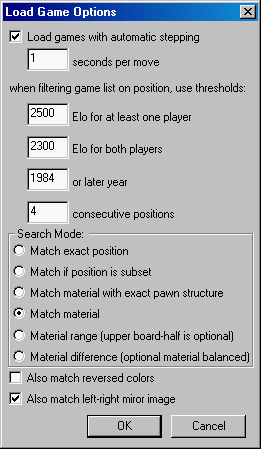 Load Game Options
Load games with automatic stepping
1 seconds per move
when filtering game list on position, use thresholds:
2500 Elo for at least one player
2300 Elo for both players
1984 or later year
4 consecutive positions
Search Mode:
Match exact position
Match if position is subset
Match material with exact pawn structure
Match material
Material range (upper board-half is optional)
Material difference (optional material balanced)
Also match reversed colors
Also match left-right miror image
OK Cancel